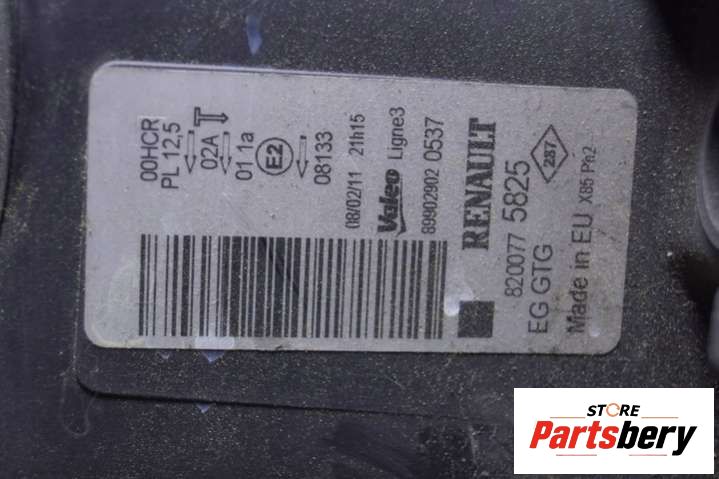 00HCR
PL 12,5
02A
01 1a
E2
08133
08/02/11 21h15
Valeo Ligne3
89902902 0537
RENAULT
820077 5825 287
EG GTG
Made in EU X85 Ph2
STORE
Partsbery